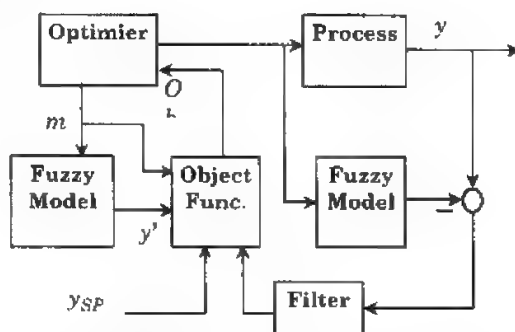 Optimier
Process
y
O
m
Fuzzy
Model
Object
Func.
Fuzzy
Model
y'
ySP
Filter